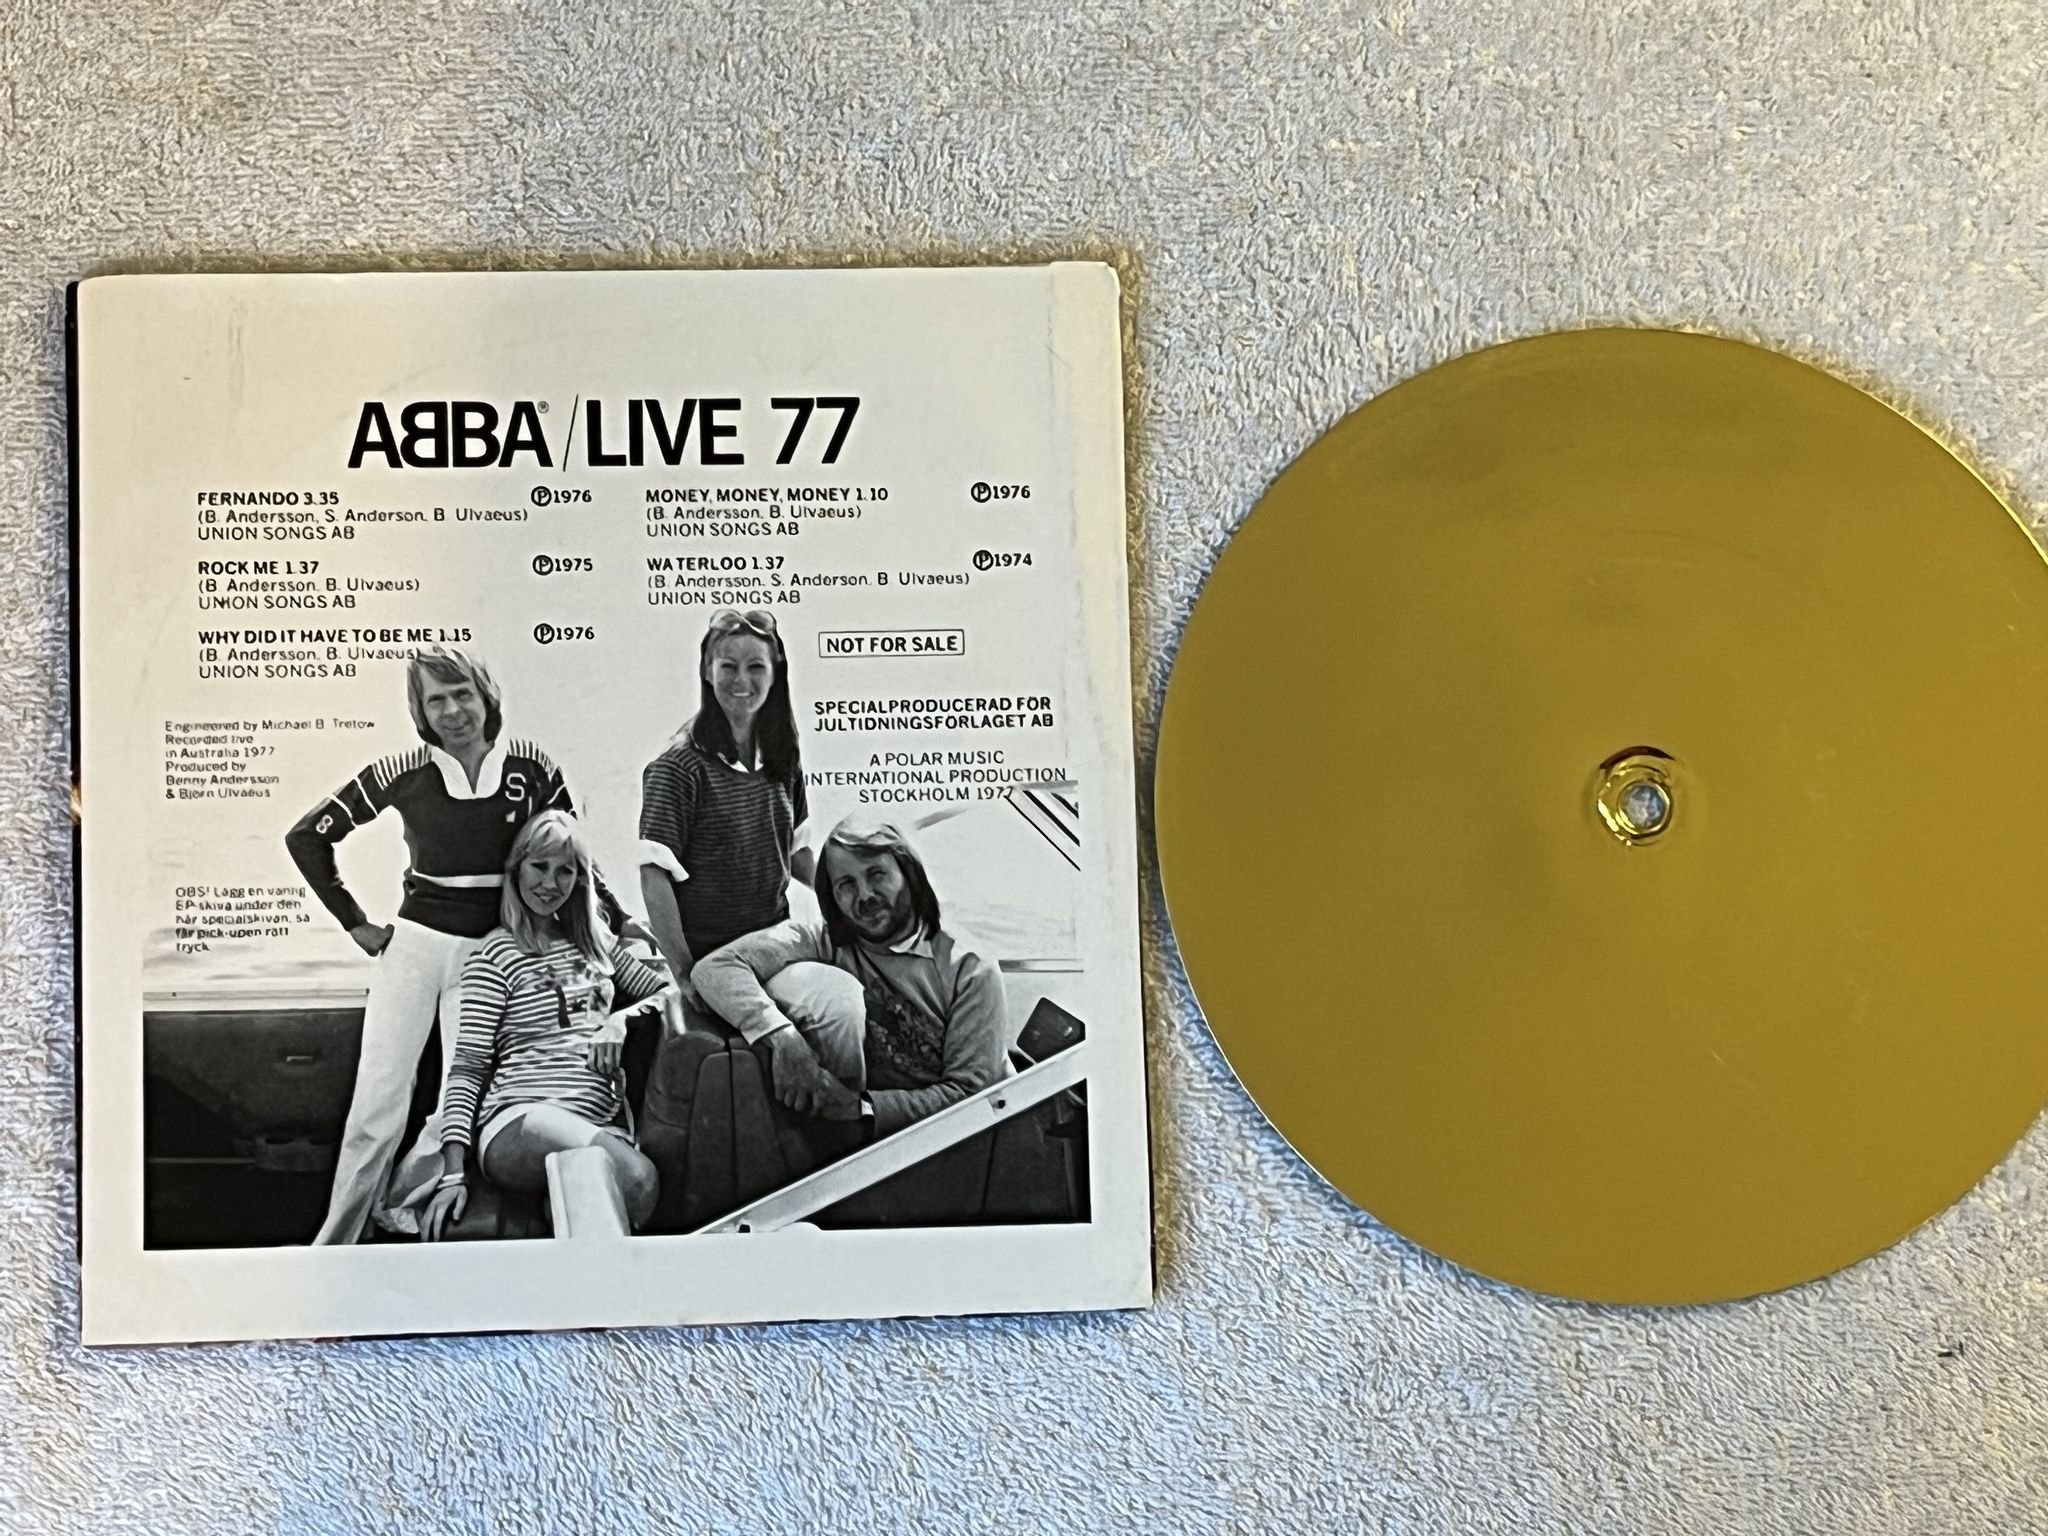 ABBA®/LIVE 77
FERNANDO 3.35 ℗1976
(B. Andersson, S. Anderson, B. Ulvaeus)
UNION SONGS AB
ROCK ME 1.37 ℗1975
(B. Andersson, B. Ulvaeus)
UNION SONGS AB
WHY DID IT HAVE TO BE ME 1.15 ℗1976
(B. Andersson, B. Ulvaeus)
UNION SONGS AB
MONEY, MONEY, MONEY 1.10 ℗1976
(B. Andersson, B. Ulvaeus)
UNION SONGS AB
WATERLOO 1.37 ℗1974
(B. Andersson, S. Anderson, B. Ulvaeus)
UNION SONGS AB
NOT FOR SALE
SPECIALPRODUCERAD FÖR
JULTIDNINGSFÖRLAGET AB
A POLAR MUSIC
INTERNATIONAL PRODUCTION
STOCKHOLM 1977
Engineered by Michael B. Tretow
Recorded live
in Australia 1977
Produced by
Benny Andersson
& Björn Ulvaeus
OBS! Lägg en vanlig
EP-skiva under den
här specialskivan, så
får pick-upen rätt
tryck.
S
B